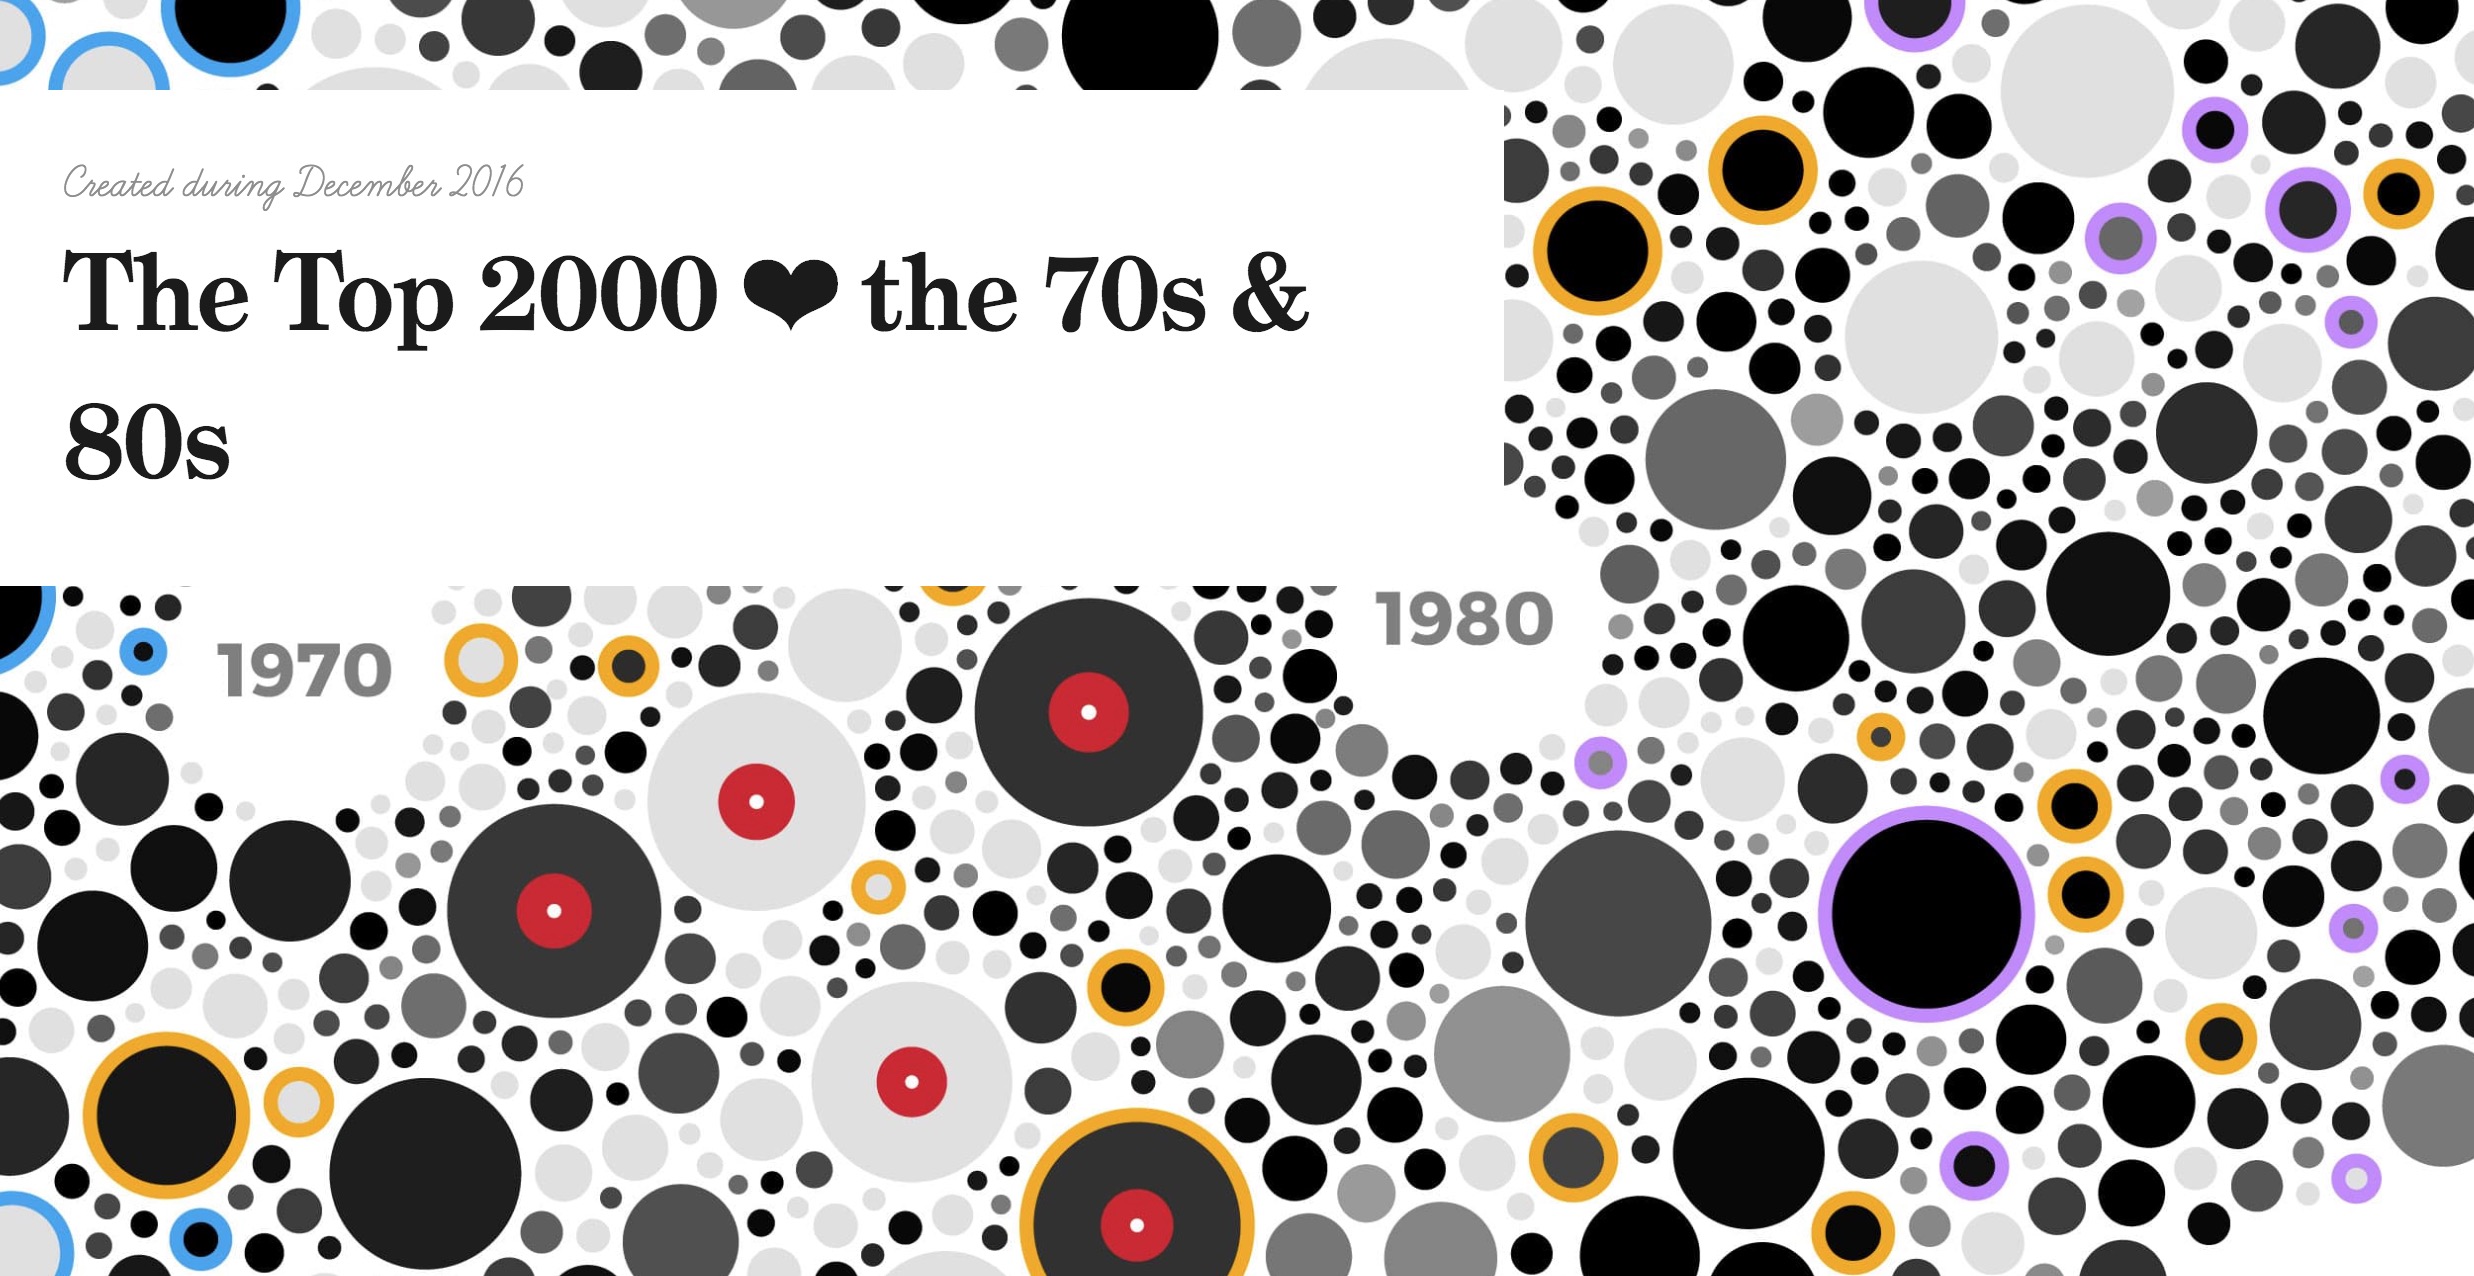 Created during December 2016
The Top 2000 ❤ the 70s &
80s
1970
1980